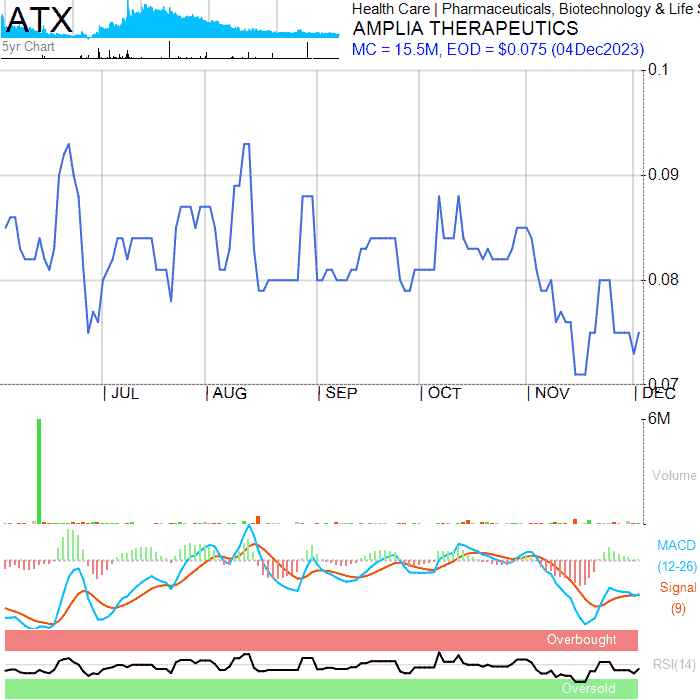 ATX
5yr Chart
Health Care | Pharmaceuticals, Biotechnology & Life S
AMPLIA THERAPEUTICS
MC = 15.5M, EOD = $0.075 (04Dec2023)
0.1
0.09
0.08
0.07
JUL AUG SEP OCT NOV DEC
6M
Volume
MACD
(12-26)
Signal
(9)
Overbought
RSI(14)
Oversold